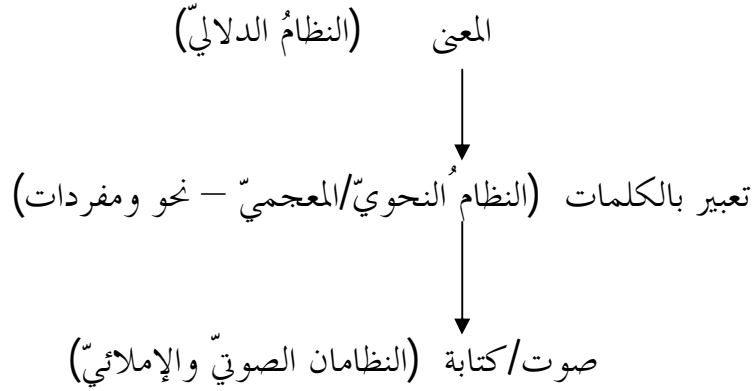 المعنى (النظامُ الدلاليّ)
تعبير بالكلمات (النظامُ النحويّ/المعجميّ – نحو ومفردات)
صوت/كتابة (النظامان الصوتيّ والإملائيّ)